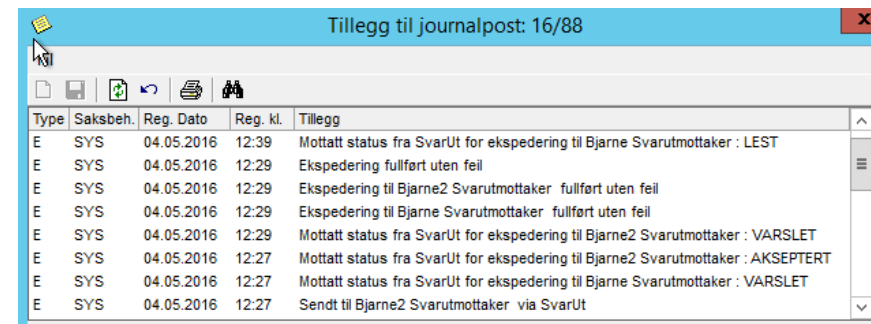 Tillegg til journalpost: 16/88
Type Saksbeh. Reg. Dato Reg. kl. Tillegg
E SYS 04.05.2016 12:39 Mottatt status fra SvarUt for ekspedering til Bjarne Svarutmottaker : LEST
E SYS 04.05.2016 12:29 Ekspedering fullført uten feil
E SYS 04.05.2016 12:29 Ekspedering til Bjarne2 Svarutmottaker fullført uten feil
E SYS 04.05.2016 12:29 Ekspedering til Bjarne Svarutmottaker fullført uten feil
E SYS 04.05.2016 12:29 Mottatt status fra SvarUt for ekspedering til Bjarne2 Svarutmottaker : VARSLET
E SYS 04.05.2016 12:27 Mottatt status fra SvarUt for ekspedering til Bjarne2 Svarutmottaker : AKSEPTERT
E SYS 04.05.2016 12:27 Mottatt status fra SvarUt for ekspedering til Bjarne Svarutmottaker : VARSLET
E SYS 04.05.2016 12:27 Sendt til Bjarne2 Svarutmottaker via SvarUt